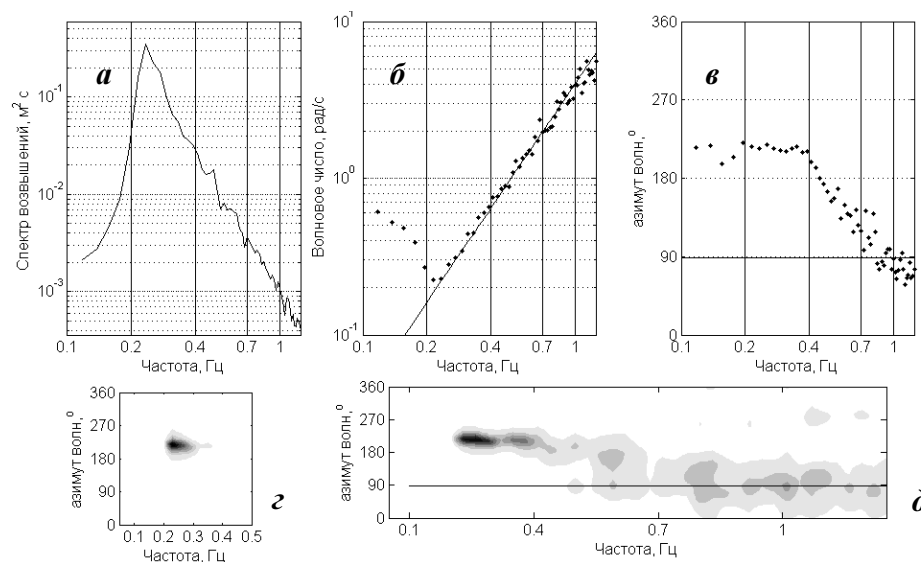 а
10⁻¹
10⁻²
10⁻³
Спектр возвышений, м² с
0.1 0.2 0.4 0.7 1
Частота, Гц
б
10¹
10⁰
10⁻¹
Волновое число, рад/с
0.1 0.2 0.4 0.7 1
Частота, Гц
в
360
270
180
90
0
азимут волн,⁰
0.1 0.2 0.4 0.7 1
Частота, Гц
г
360
270
180
90
0
азимут волн,⁰
0.1 0.2 0.3 0.4 0.5
Частота, Гц
д
360
270
180
90
0
азимут волн,⁰
0.1 0.4 0.7 1
Частота, Гц